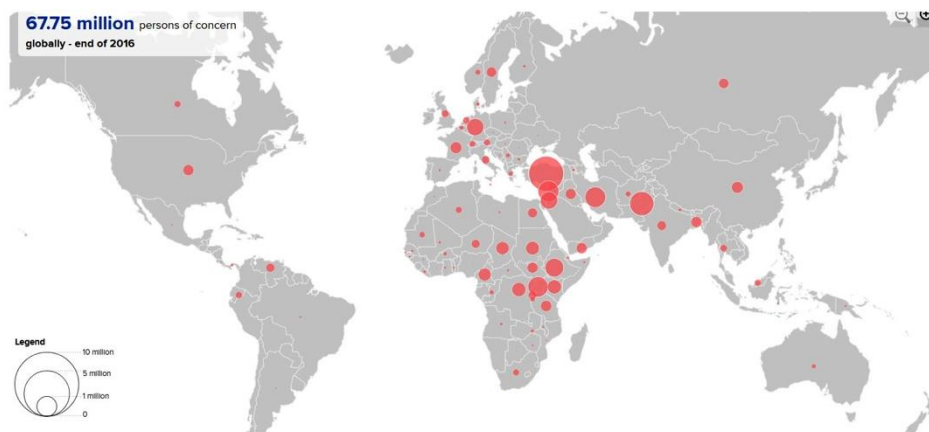 67.75 million persons of concern
globally - end of 2016
Legend
10 million
5 million
1 million
0